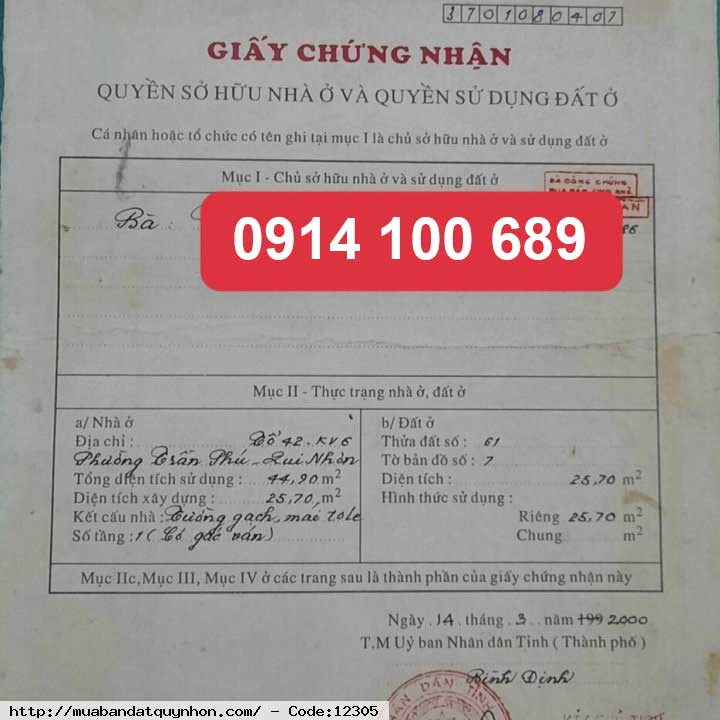 3701080407
GIẤY CHỨNG NHẬN
QUYỀN SỞ HỮU NHÀ Ở VÀ QUYỀN SỬ DỤNG ĐẤT Ở
Cá nhân hoặc tổ chức có tên ghi tại mục I là chủ sở hữu nhà ở và sử dụng đất ở
Mục I - Chủ sở hữu nhà ở và sử dụng đất ở
ĐÃ CÔNG CHỨNG
Bà :
0914 100 689
86
Mục II - Thực trạng nhà ở, đất ở
a/ Nhà ở
Địa chỉ : Tổ 42 - KV6
Phường Trần Phú - Qui Nhơn
Tổng diện tích sử dụng : 44,90 m2
Diện tích xây dựng : 25,70 m2
Kết cấu nhà : Tường gạch, mái tole
Số tầng : 1 (Có gác ván)
b/ Đất ở
Thửa đất số : 61
Tờ bản đồ số : 7
Diện tích : 25,70 m2
Hình thức sử dụng :
Riêng 25.70 m2
Chung m2
Mục IIc, Mục III, Mục IV ở các trang sau là thành phần của giấy chứng nhận này
Ngày 14 tháng 3 năm 199 2000
T.M Uỷ ban Nhân dân Tỉnh ( Thành phố )
Bình Định
DÂN TỈNH
http://muabandatquynhon.com/ - Code:12305